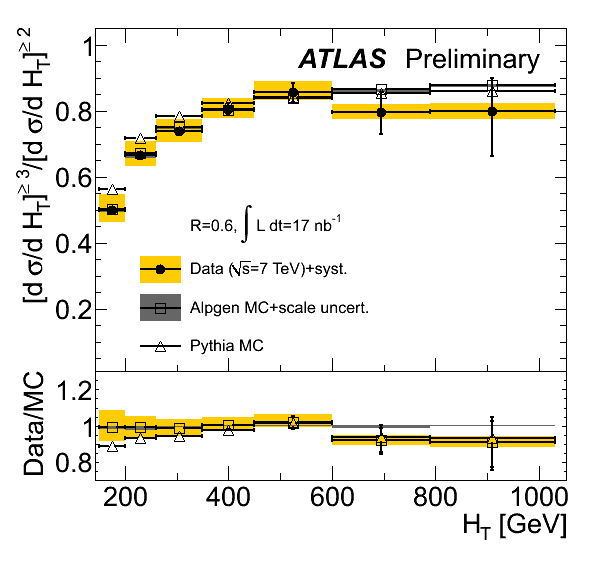 ATLAS Preliminary
[d σ/d H_T]^≥3/[d σ/d H_T]^≥2
1
0.8
0.6
0.4
0.2
R=0.6, ∫ L dt=17 nb⁻¹
Data (√s=7 TeV)+syst.
Alpgen MC+scale uncert.
Pythia MC
Data/MC
1.2
1
0.8
200 400 600 800 1000
H_T [GeV]